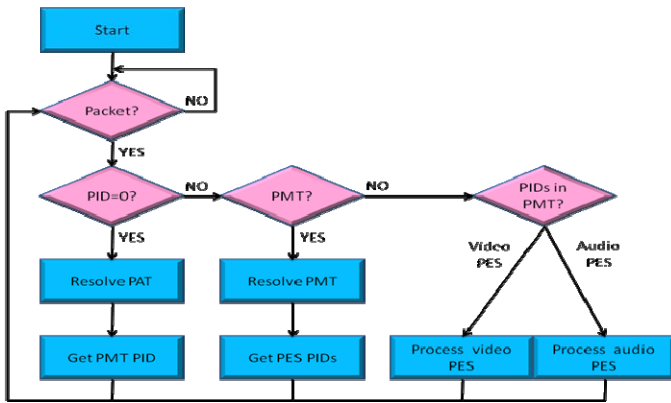 Start
Packet?
NO
YES
PID=0?
NO
PMT?
NO
PIDs in
PMT?
YES
YES
Video
PES
Audio
PES
Resolve PAT
Resolve PMT
Get PMT PID
Get PES PIDs
Process video
PES
Process audio
PES